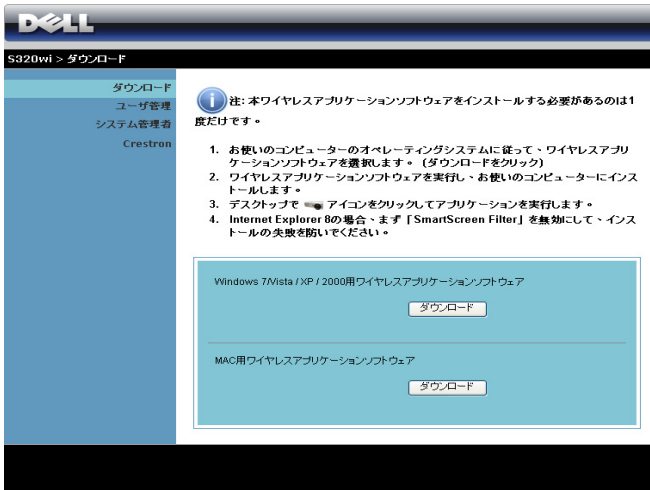 DELL
S320wi > ダウンロード
ダウンロード
ユーザ管理
システム管理者
Crestron
注: 本ワイヤレスアプリケーションソフトウェアをインストールする必要があるのは1
度だけです。
1. お使いのコンピューターのオペレーティングシステムに従って、ワイヤレスアプリ
ケーションソフトウェアを選択します。 (ダウンロードをクリック)
2. ワイヤレスアプリケーションソフトウェアを実行し、お使いのコンピューターにインス
トールします。
3. デスクトップで アイコンをクリックしてアプリケーションを実行します。
4. Internet Explorer 8の場合、まず「SmartScreen Filter」を無効にして、インス
トールの失敗を防いでください。
Windows 7/Vista / XP / 2000用ワイヤレスアプリケーションソフトウェア
ダウンロード
MAC用ワイヤレスアプリケーションソフトウェア
ダウンロード